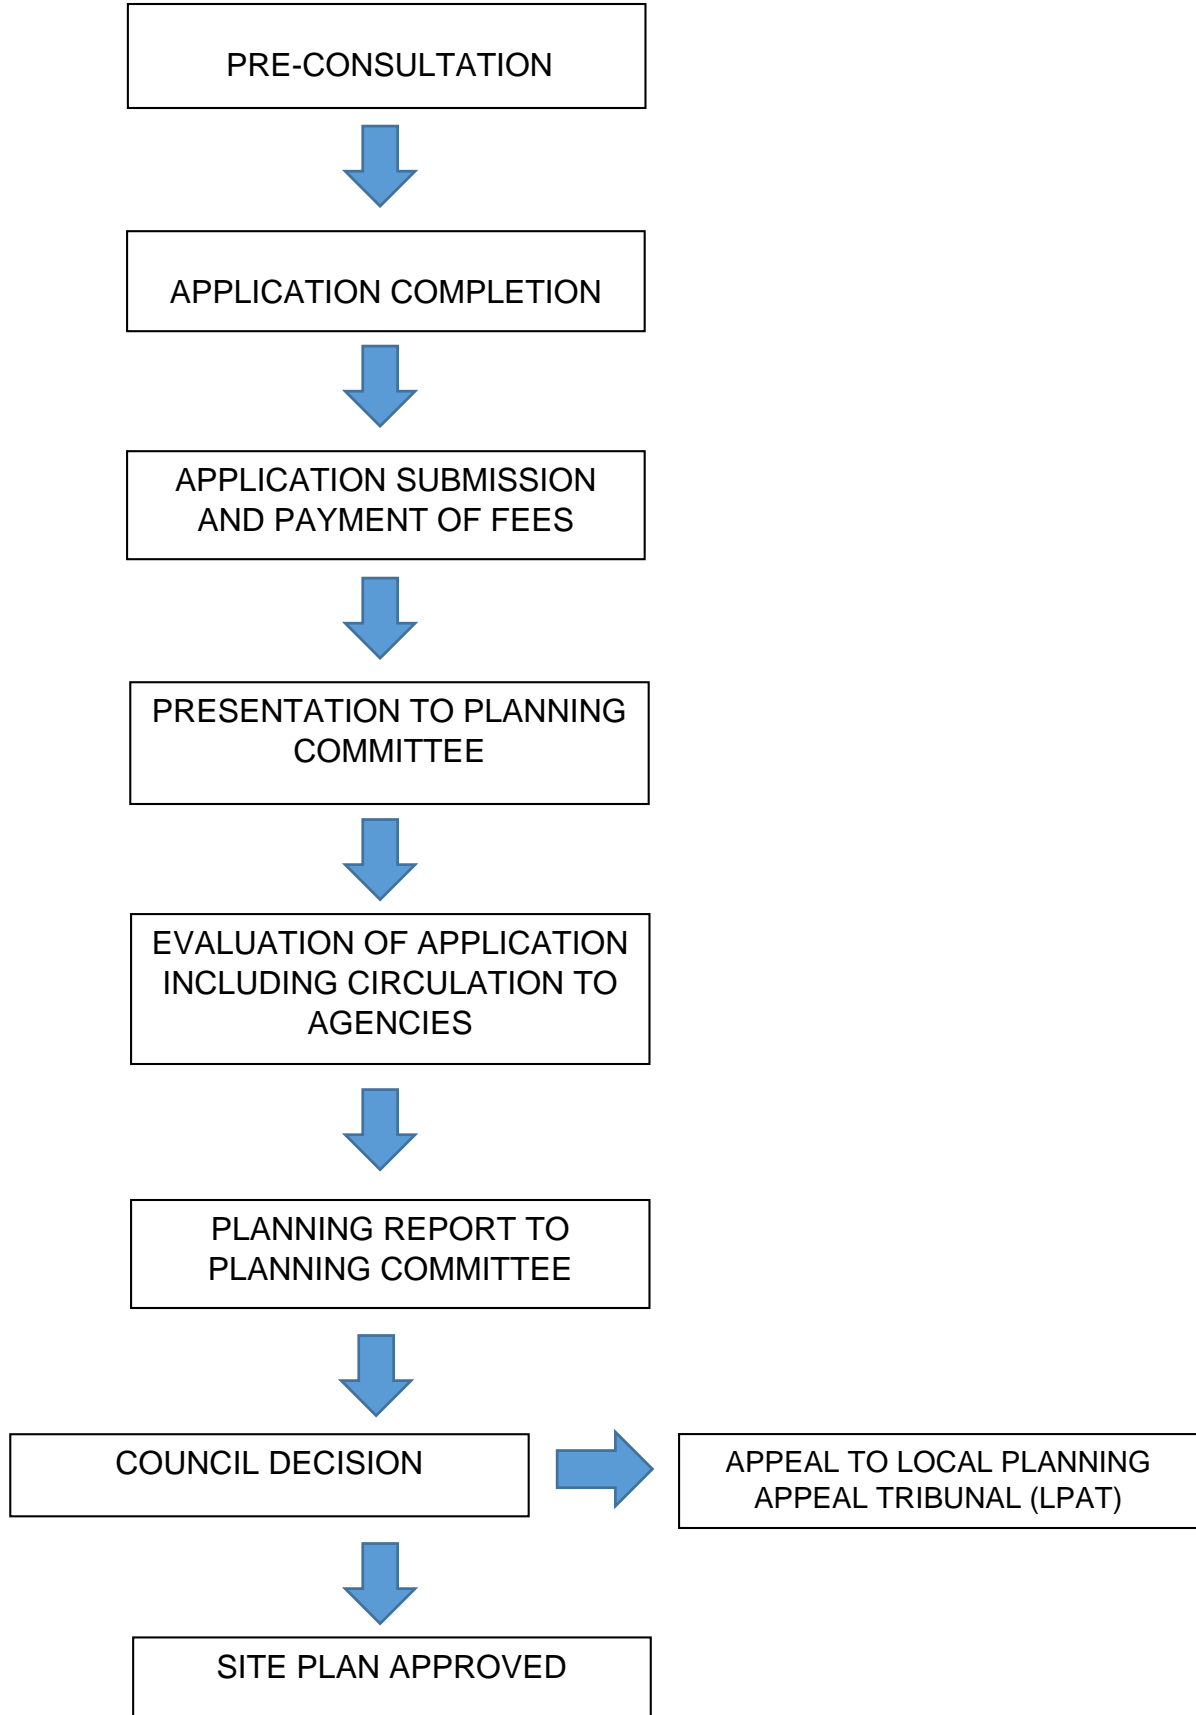 PRE-CONSULTATION
APPLICATION COMPLETION
APPLICATION SUBMISSION
AND PAYMENT OF FEES
PRESENTATION TO PLANNING
COMMITTEE
EVALUATION OF APPLICATION
INCLUDING CIRCULATION TO
AGENCIES
PLANNING REPORT TO
PLANNING COMMITTEE
COUNCIL DECISION
APPEAL TO LOCAL PLANNING
APPEAL TRIBUNAL (LPAT)
SITE PLAN APPROVED